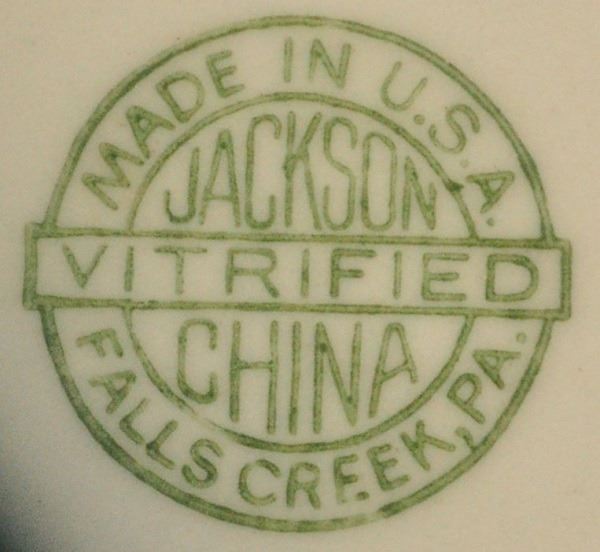 MADE IN U.S.A.
JACKSON
VITRIFIED
CHINA
FALLS CREEK, PA.